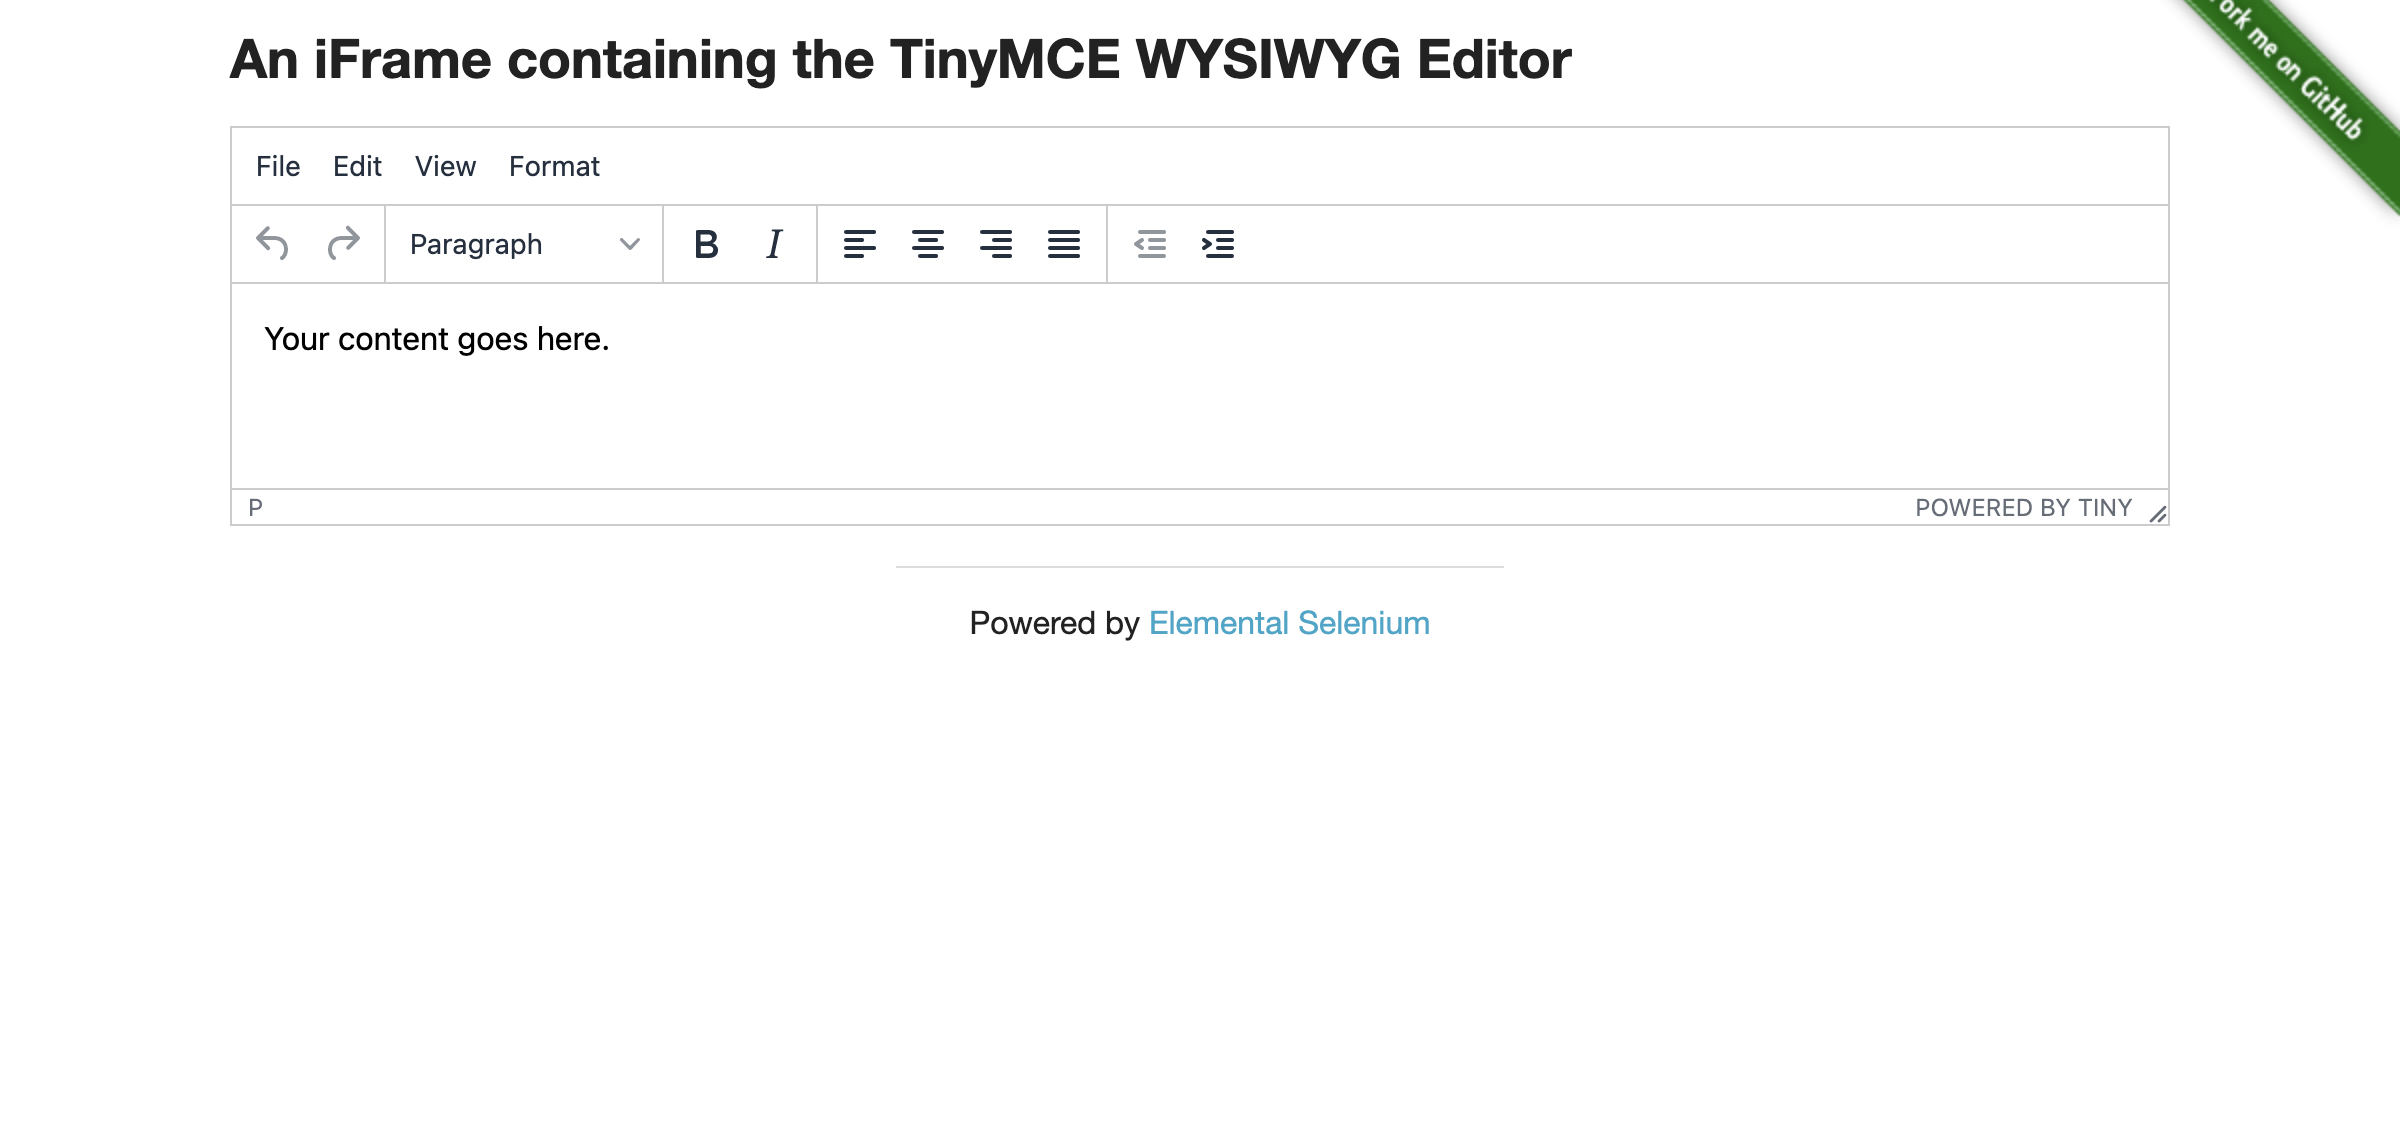 An iFrame containing the TinyMCE WYSIWYG Editor
ork me on GitHub
File Edit View Format
Paragraph B I
Your content goes here.
P POWERED BY TINY
Powered by Elemental Selenium